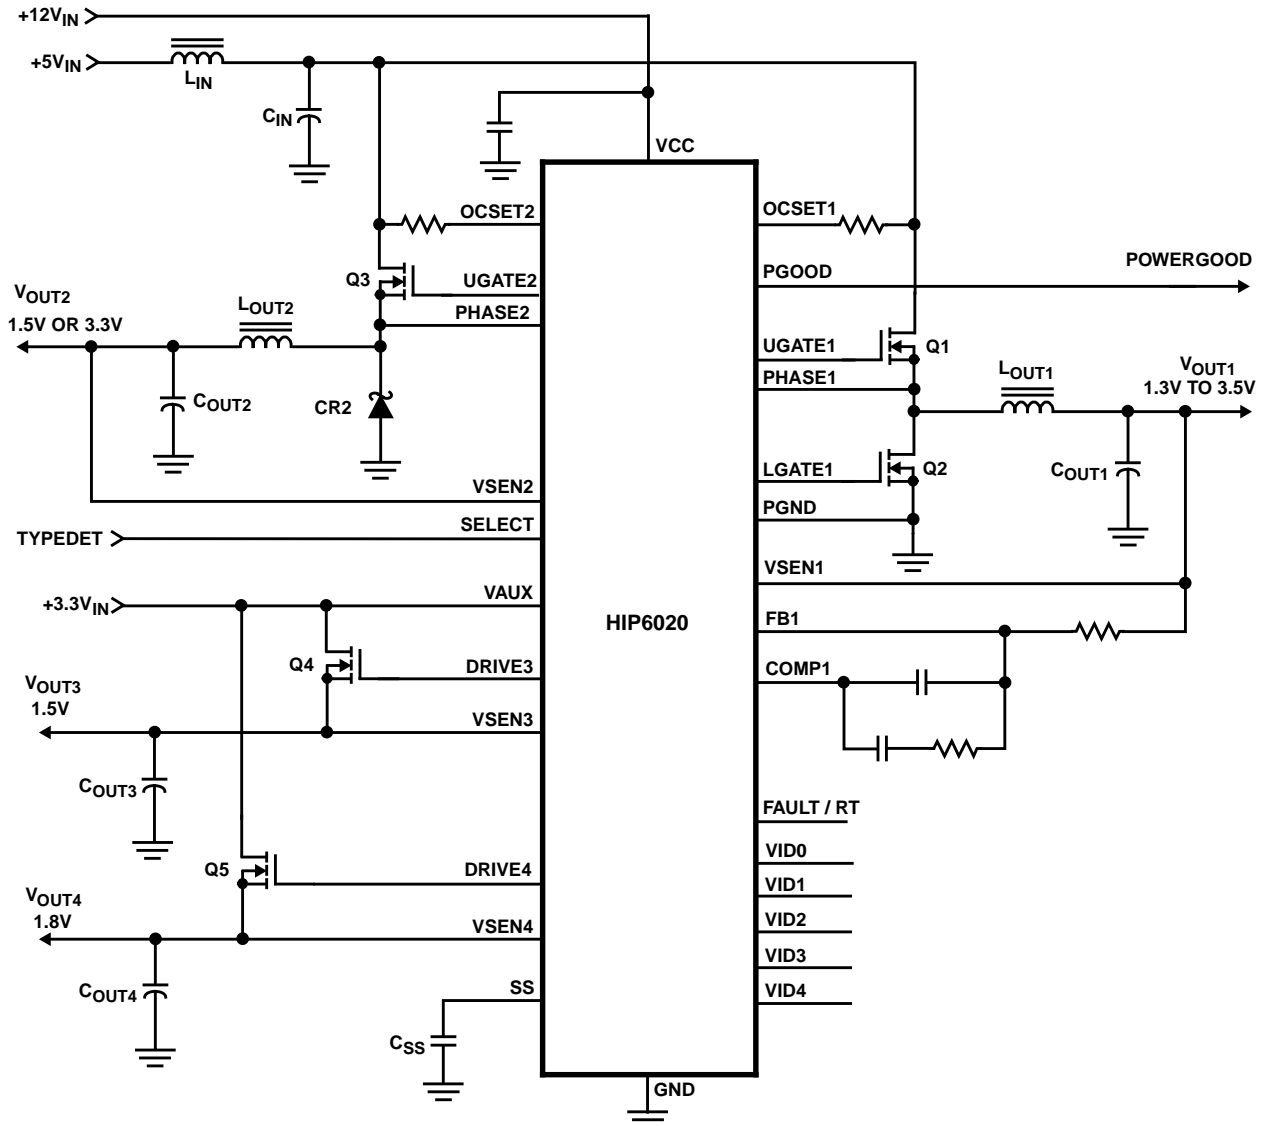 +12VIN
+5VIN
LIN
CIN
VCC
OCSET2
OCSET1
POWERGOOD
PGOOD
Q3
UGATE2
PHASE2
VOUT2
1.5V OR 3.3V
LOUT2
COUT2
CR2
UGATE1
Q1
PHASE1
LOUT1
VOUT1
1.3V TO 3.5V
LGATE1
Q2
COUT1
PGND
VSEN2
SELECT
TYPEDET
VSEN1
+3.3VIN
VAUX
HIP6020
FB1
Q4
DRIVE3
COMP1
VOUT3
1.5V
VSEN3
COUT3
FAULT / RT
VID0
Q5
DRIVE4
VID1
VOUT4
1.8V
VSEN4
VID2
VID3
COUT4
SS
VID4
CSS
GND